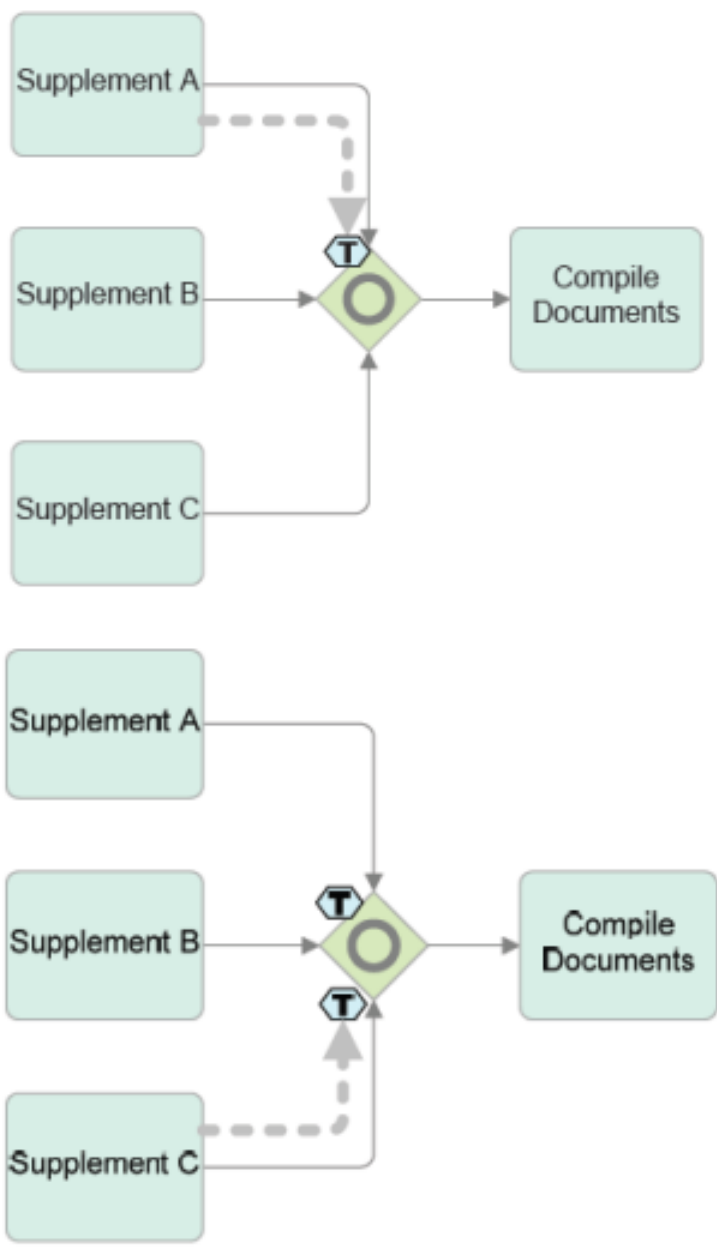 Supplement A
T
Supplement B
Compile
Documents
Supplement C
Supplement A
T
Supplement B
Compile
Documents
T
Supplement C